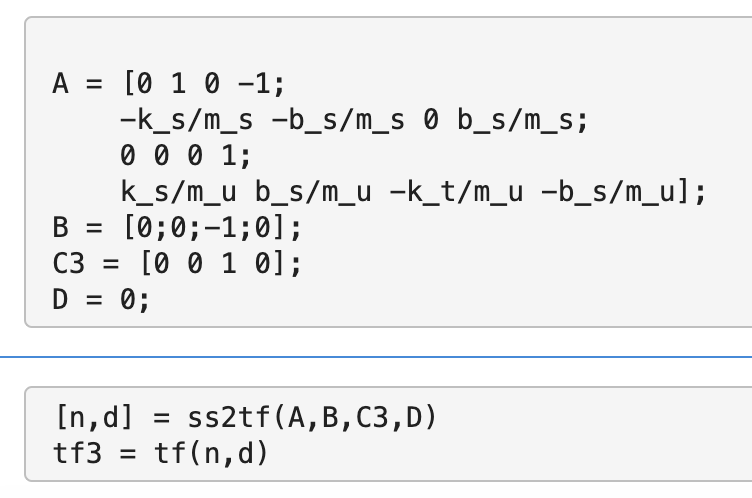 A = [0 1 0 -1;
-k_s/m_s -b_s/m_s 0 b_s/m_s;
0 0 0 1;
k_s/m_u b_s/m_u -k_t/m_u -b_s/m_u];
B = [0;0;-1;0];
C3 = [0 0 1 0];
D = 0;
[n,d] = ss2tf(A,B,C3,D)
tf3 = tf(n,d)